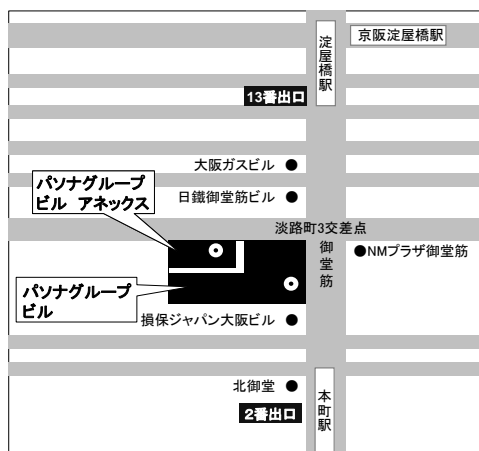 京阪淀屋橋駅
淀屋橋駅
13番出口
大阪ガスビル
パソナグループ
ビル アネックス
日鐵御堂筋ビル
淡路町3交差点
御堂筋
NMプラザ御堂筋
パソナグループ
ビル
損保ジャパン大阪ビル
北御堂
2番出口
本町駅